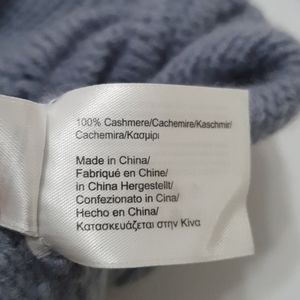 100% Cashmere/Cachemire/Kaschmir/
Cachemira/Κασμίρι
Made in China/
Fabriqué en Chine/
in China Hergestellt/
Confezionato in Cina/
Hecho en China/
Κατασκευάζεται στην Κίνα